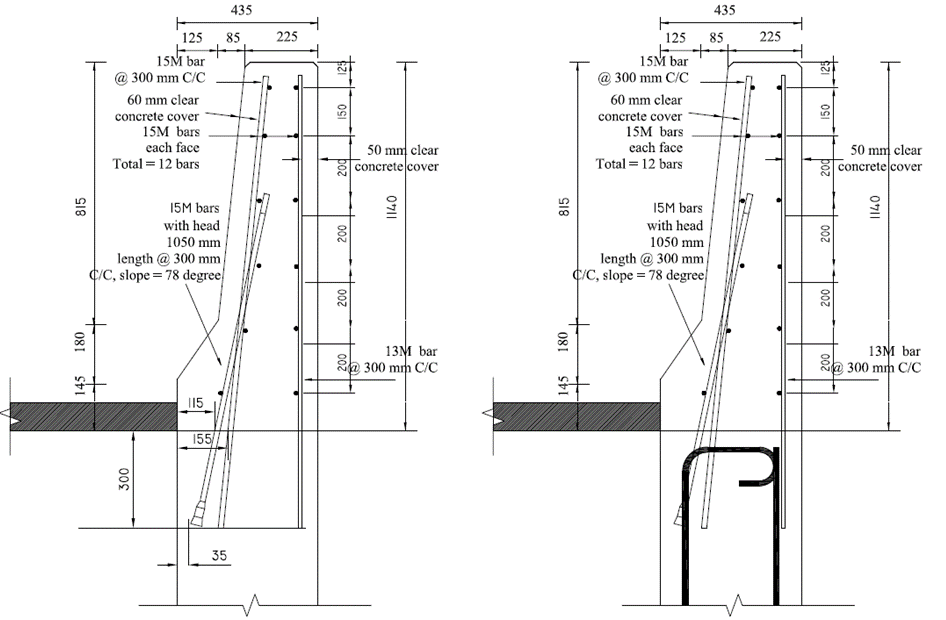 435
125 85 225
15M bar
@ 300 mm C/C
60 mm clear
concrete cover
15M bars
each face
Total = 12 bars
50 mm clear
concrete cover
15M bars
with head
1050 mm
length @ 300 mm
C/C, slope = 78 degree
13M bar
@ 300 mm C/C
815
180
145
125
150
200
200
200
200
1140
115
155
300
35
435
125 85 225
15M bar
@ 300 mm C/C
60 mm clear
concrete cover
15M bars
each face
Total = 12 bars
50 mm clear
concrete cover
15M bars
with head
1050 mm
length @ 300 mm
C/C, slope = 78 degree
13M bar
@ 300 mm C/C
815
180
145
125
150
200
200
200
200
1140